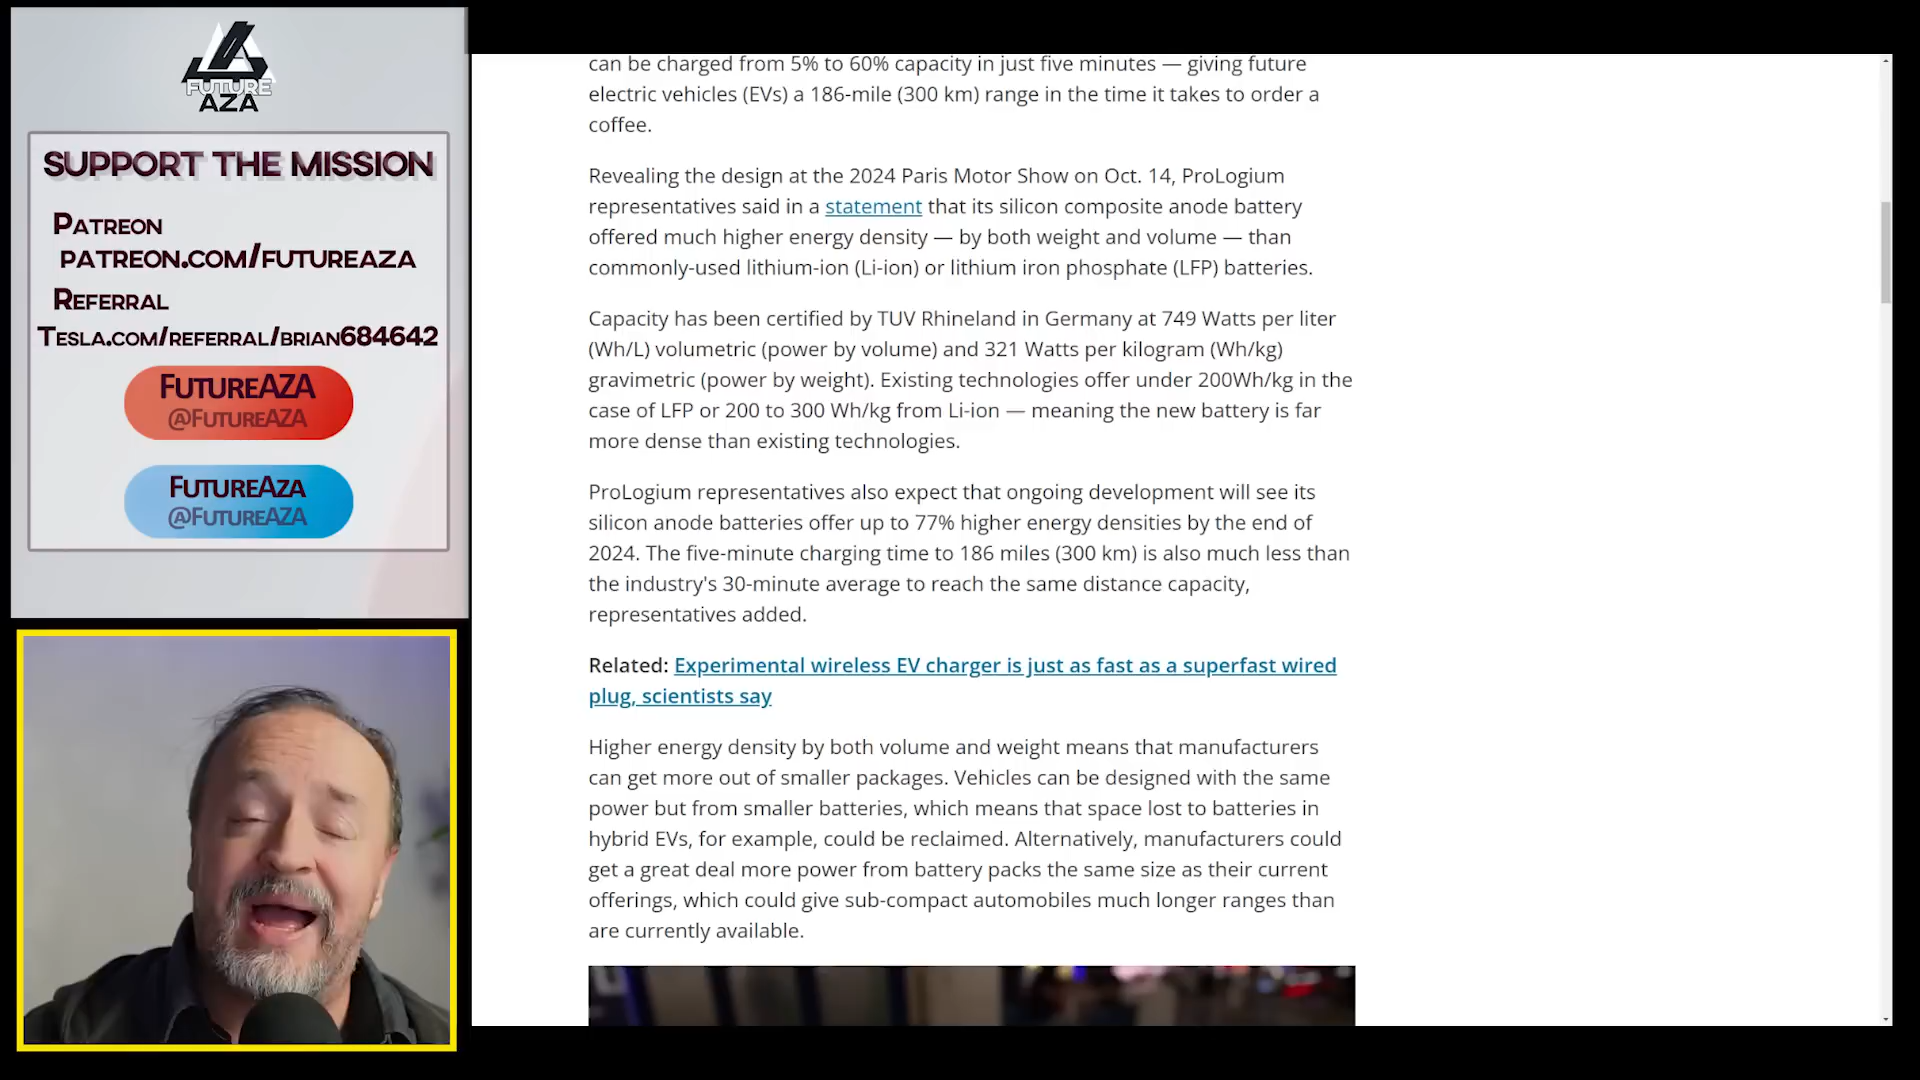 FUTURE
AZA
SUPPORT THE MISSION
PATREON
PATREON.COM/FUTUREAZA
REFERRAL
TESLA.COM/REFERRAL/BRIAN684642
FUTUREAZA
@FUTUREAZA
FUTUREAZA
@FUTUREAZA
can be charged from 5% to 60% capacity in just five minutes — giving future
electric vehicles (EVs) a 186-mile (300 km) range in the time it takes to order a
coffee.
Revealing the design at the 2024 Paris Motor Show on Oct. 14, ProLogium
representatives said in a statement that its silicon composite anode battery
offered much higher energy density — by both weight and volume — than
commonly-used lithium-ion (Li-ion) or lithium iron phosphate (LFP) batteries.
Capacity has been certified by TUV Rhineland in Germany at 749 Watts per liter
(Wh/L) volumetric (power by volume) and 321 Watts per kilogram (Wh/kg)
gravimetric (power by weight). Existing technologies offer under 200Wh/kg in the
case of LFP or 200 to 300 Wh/kg from Li-ion — meaning the new battery is far
more dense than existing technologies.
ProLogium representatives also expect that ongoing development will see its
silicon anode batteries offer up to 77% higher energy densities by the end of
2024. The five-minute charging time to 186 miles (300 km) is also much less than
the industry's 30-minute average to reach the same distance capacity,
representatives added.
Related: Experimental wireless EV charger is just as fast as a superfast wired
plug, scientists say
Higher energy density by both volume and weight means that manufacturers
can get more out of smaller packages. Vehicles can be designed with the same
power but from smaller batteries, which means that space lost to batteries in
hybrid EVs, for example, could be reclaimed. Alternatively, manufacturers could
get a great deal more power from battery packs the same size as their current
offerings, which could give sub-compact automobiles much longer ranges than
are currently available.